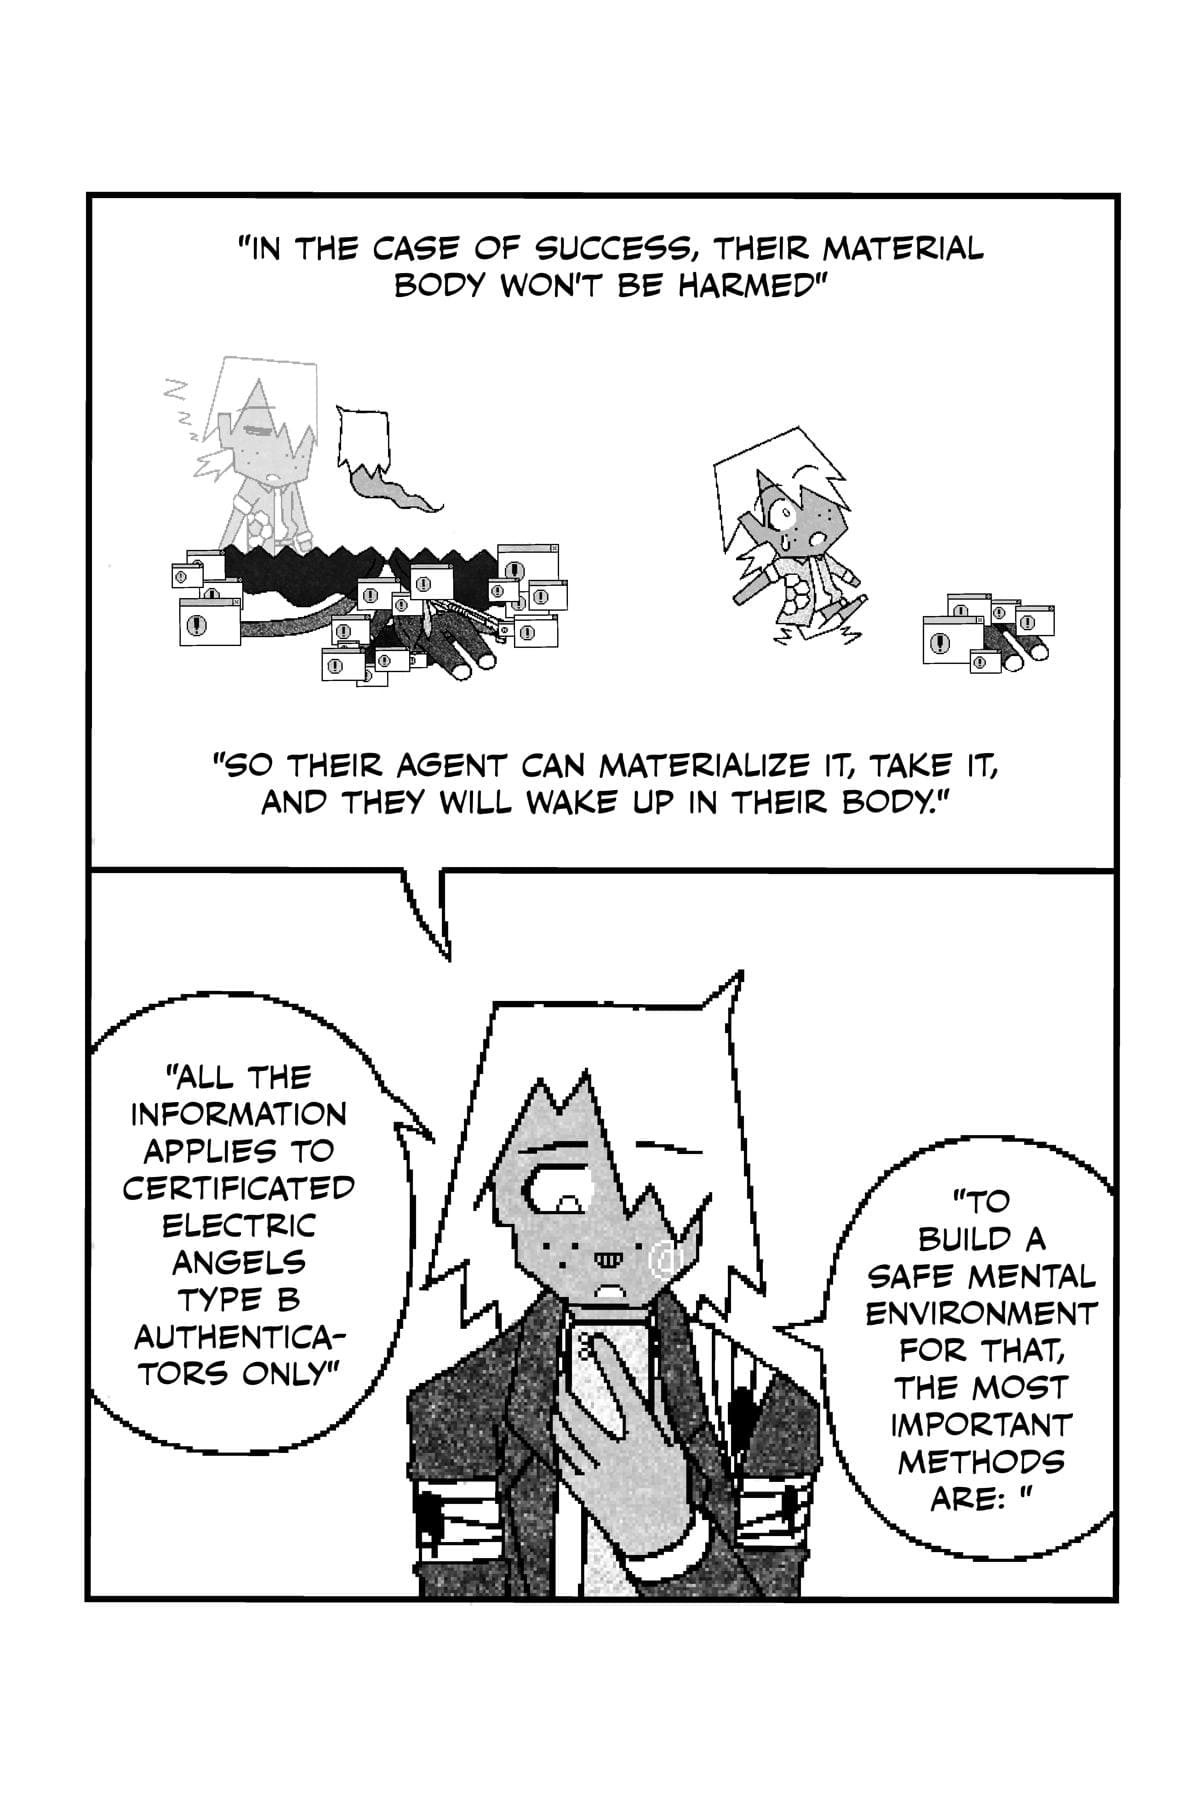 "IN THE CASE OF SUCCESS, THEIR MATERIAL
BODY WON'T BE HARMED"
Z
Z
Z
Z
"SO THEIR AGENT CAN MATERIALIZE IT, TAKE IT,
AND THEY WILL WAKE UP IN THEIR BODY."
"ALL THE
INFORMATION
APPLIES TO
CERTIFICATED
ELECTRIC
ANGELS
TYPE B
AUTHENTICA-
TORS ONLY"
"TO
BUILD A
SAFE MENTAL
ENVIRONMENT
FOR THAT,
THE MOST
IMPORTANT
METHODS
ARE: "
@